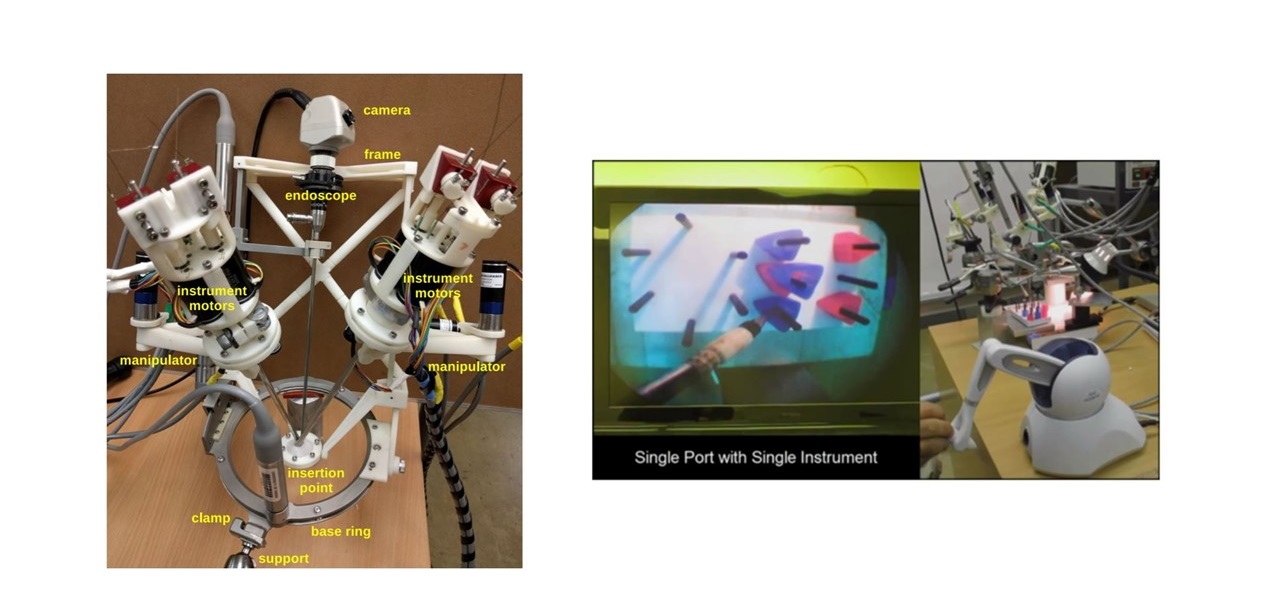 camera
frame
endoscope
instrument
motors
instrument
motors
manipulator
manipulator
insertion
point
clamp
base ring
support
Single Port with Single Instrument